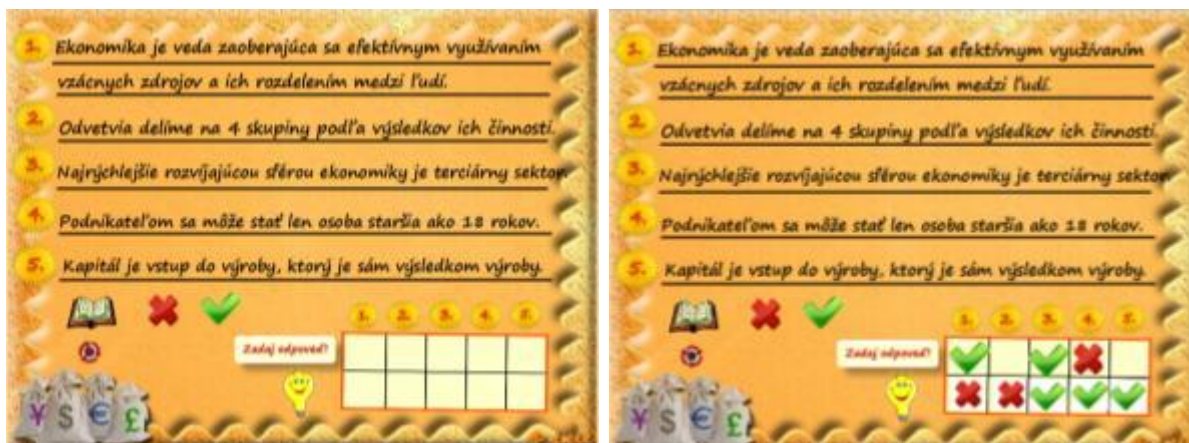 1. Ekonomika je veda zaoberajúca sa efektívnym využívaním
vzácnych zdrojov a ich rozdelením medzi ľudí.
2. Odvetvia delíme na 4 skupiny podľa výsledkov ich činnosti.
3. Najrýchlejšie rozvíjajúcou sférou ekonomiky je terciárny sektor.
4. Podnikateľom sa môže stať len osoba staršia ako 18 rokov.
5. Kapitál je vstup do výroby, ktorý je sám výsledkom výroby.
1. 2. 3. 4. 5.
Zadaj odpoveď!
¥ $ € £
1. Ekonomika je veda zaoberajúca sa efektívnym využívaním
vzácnych zdrojov a ich rozdelením medzi ľudí.
2. Odvetvia delíme na 4 skupiny podľa výsledkov ich činnosti.
3. Najrýchlejšie rozvíjajúcou sférou ekonomiky je terciárny sektor
4. Podnikateľom sa môže stať len osoba staršia ako 18 rokov.
5. Kapitál je vstup do výroby, ktorý je sám výsledkom výroby.
1. 2. 3. 4. 5.
Zadaj odpoveď!
¥ $ € £